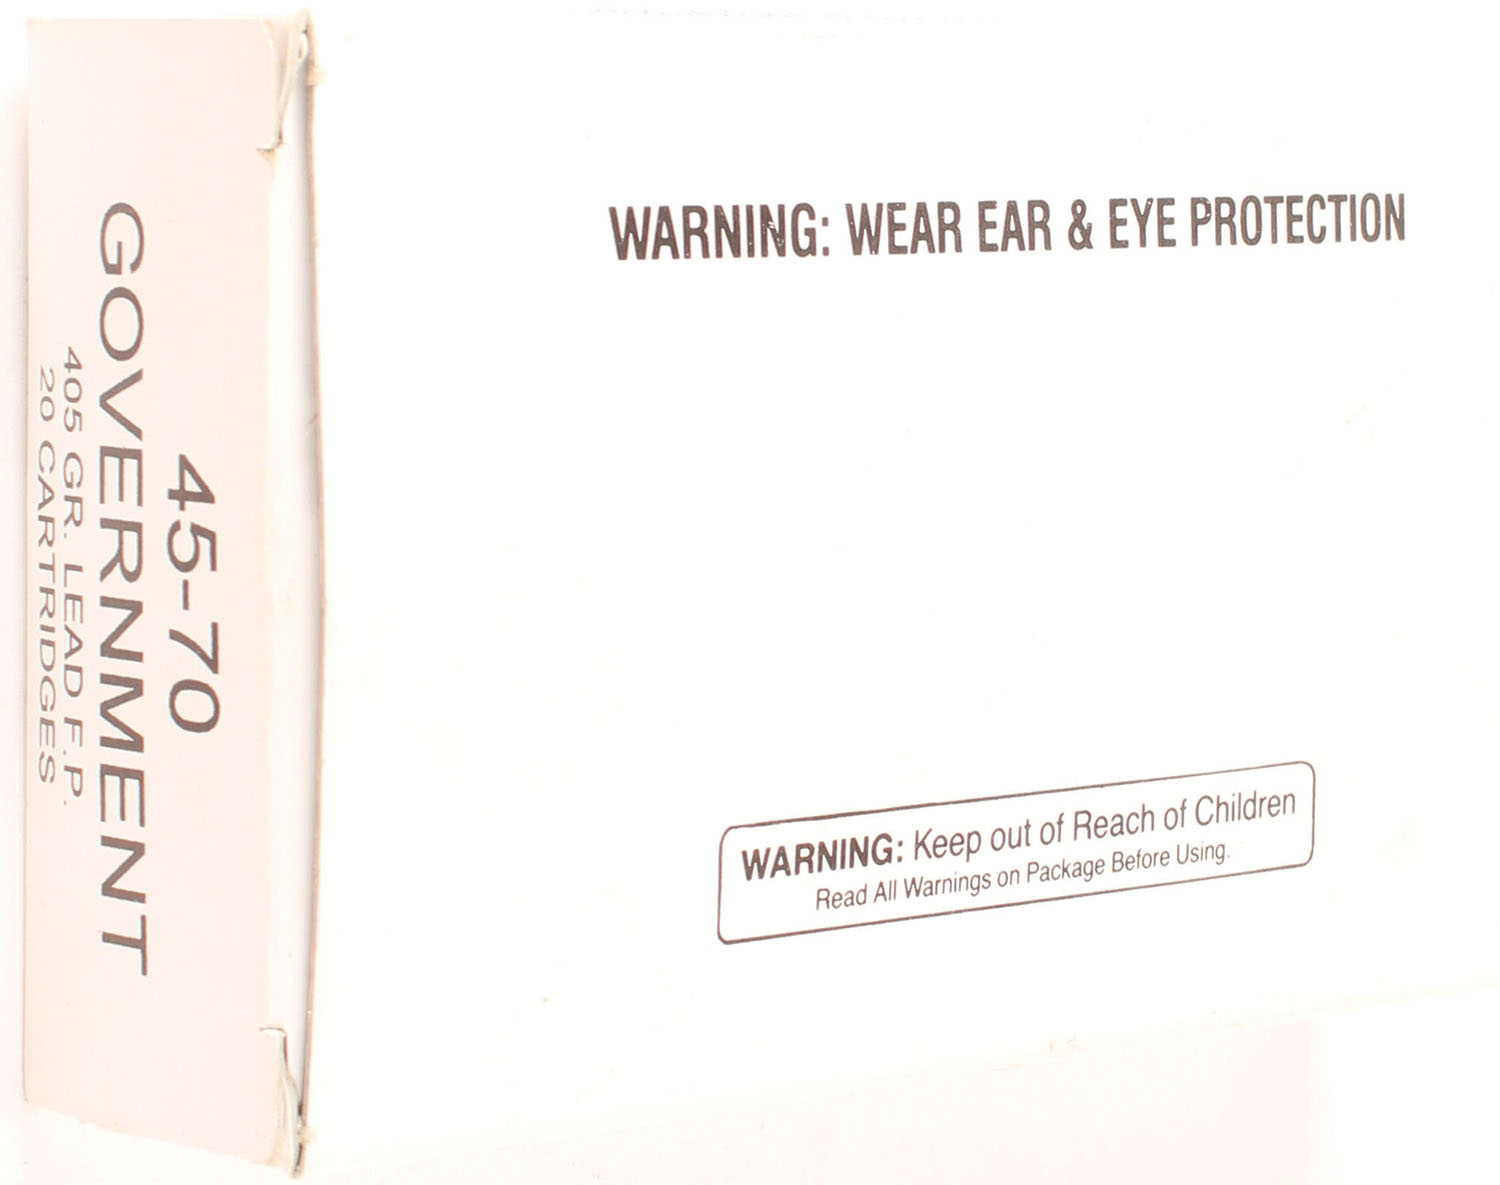 45-70
GOVERNMENT
405 GR. LEAD F.P.
20 CARTRIDGES
WARNING: WEAR EAR & EYE PROTECTION
WARNING: Keep out of Reach of Children
Read All Warnings on Package Before Using.